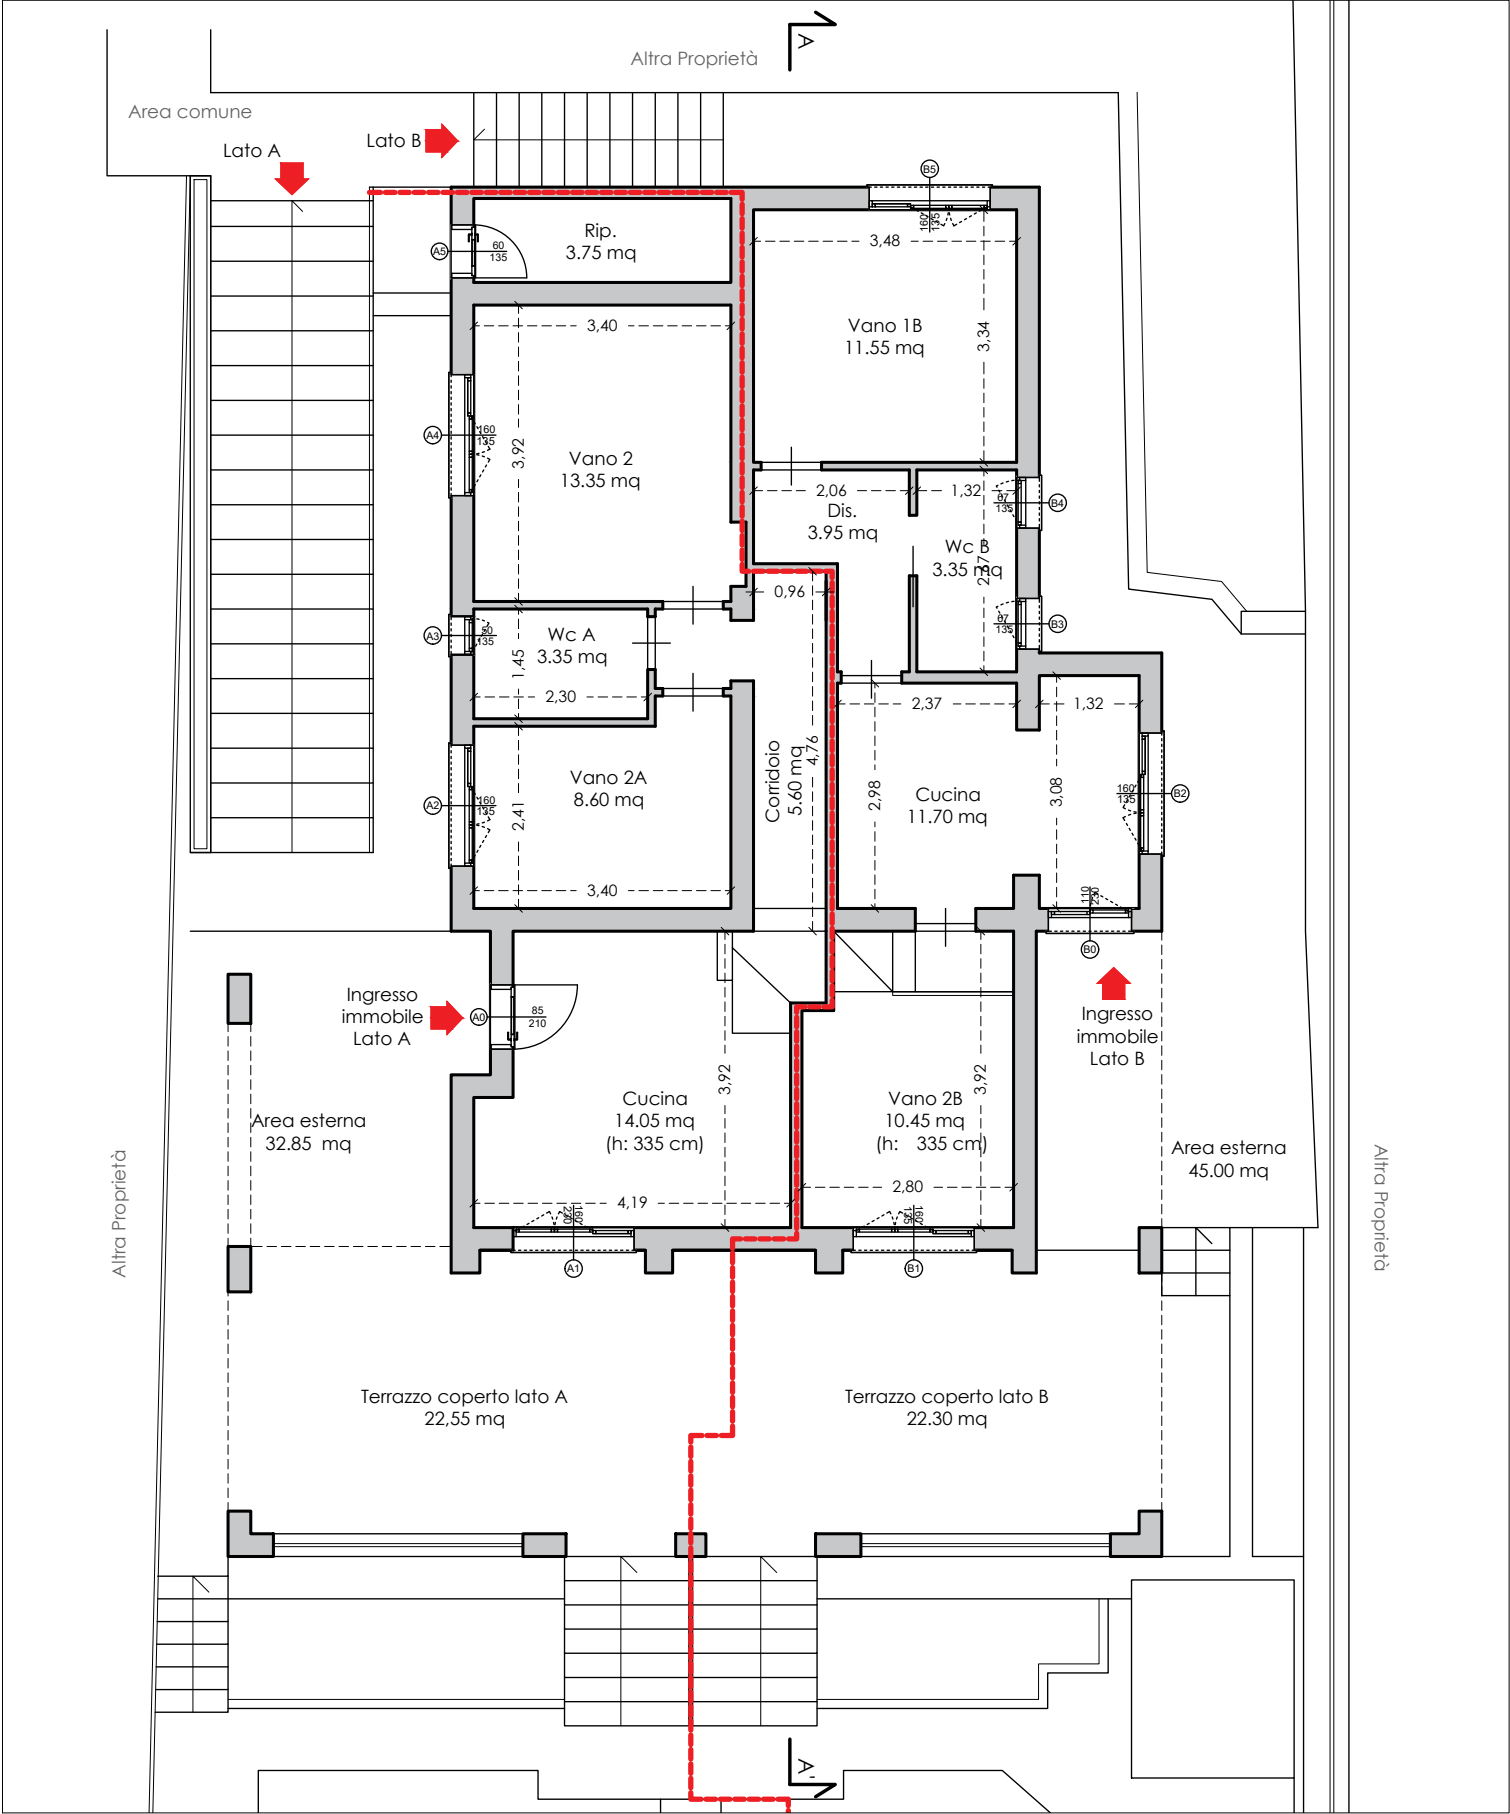 A
Altra Proprietà
Area comune
Lato B
Lato A
B5
160
135
Rip.
3.75 mq
A5
60
135
3,48
Vano 1B
11.55 mq
3,34
3,40
A4
160
135
3,92
Vano 2
13.35 mq
2,06
1,32
Dis.
3.95 mq
67
135
B4
Wc B
3.35 mq
0,96
A3
50
135
Wc A
3.35 mq
1,45
2,30
67
135
B3
2,37
1,32
Corridoio
5.60 mq
4,76
Vano 2A
8.60 mq
A2
160
135
2,41
2,98
Cucina
11.70 mq
3,08
160
135
B2
3,40
110
230
B0
Ingresso
immobile
Lato A
A0
85
210
Ingresso
immobile
Lato B
3,92
3,92
Cucina
14.05 mq
(h: 335 cm)
Vano 2B
10.45 mq
(h: 335 cm)
Area esterna
32.85 mq
Area esterna
45.00 mq
Altra Proprietà
Altra Proprietà
4,19
2,80
160
160
135
A1
B1
Terrazzo coperto lato A
22,55 mq
Terrazzo coperto lato B
22.30 mq
A'